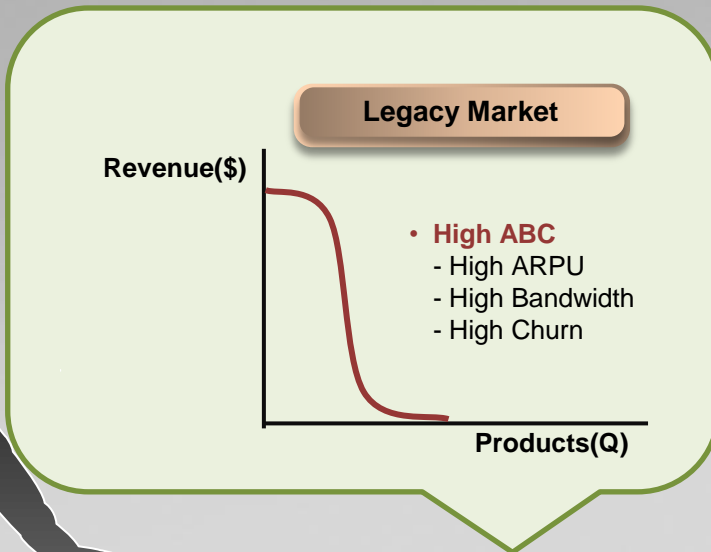 Legacy Market
Revenue($)
• High ABC
- High ARPU
- High Bandwidth
- High Churn
Products(Q)